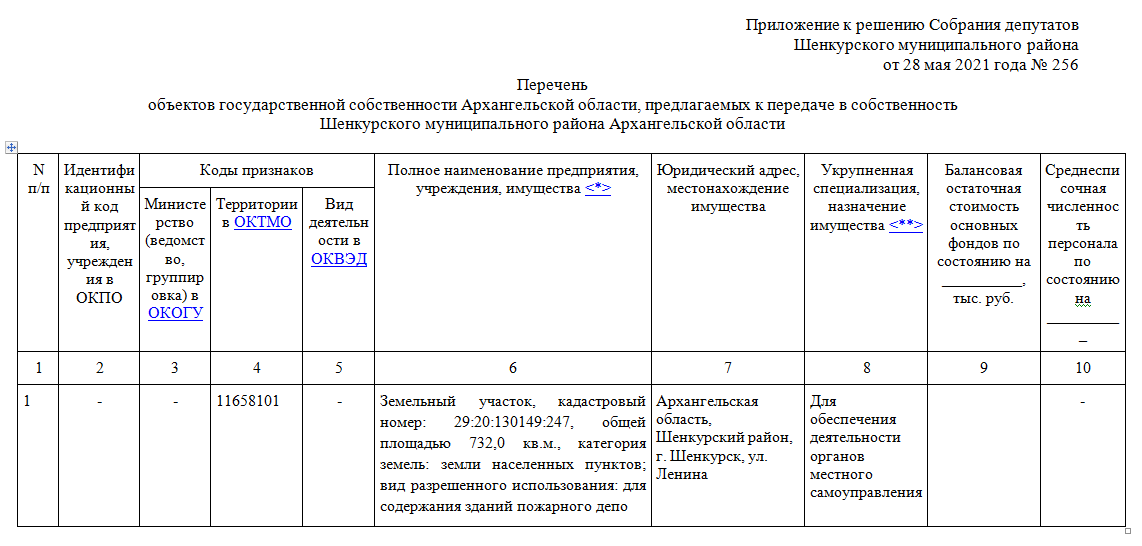 Приложение к решению Собрания депутатов
Шенкурского муниципального района
от 28 мая 2021 года № 256
Перечень
объектов государственной собственности Архангельской области, предлагаемых к передаче в собственность
Шенкурского муниципального района Архангельской области
N
п/п
Идентифи
кационны
й код
предприят
ия,
учрежден
ия в
ОКПО
Коды признаков
Министе
рство
(ведомст
во,
группир
овка) в
ОКОГУ
Территории
в ОКТМО
Вид
деятельн
ости в
ОКВЭД
Полное наименование предприятия,
учреждения, имущества <*>
Юридический адрес,
местонахождение
имущества
Укрупненная
специализация,
назначение
имущества <**>
Балансовая
остаточная
стоимость
основных
фондов по
состоянию на
__________,
тыс. руб.
Среднеспи
сочная
численнос
ть
персонала
по
состоянию
на
_________
_
1 2 3 4 5 6 7 8 9 10
1
-
-
11658101
-
Земельный участок, кадастровый
номер: 29:20:130149:247, общей
площадью 732,0 кв.м., категория
земель: земли населенных пунктов;
вид разрешенного использования: для
содержания зданий пожарного депо
Архангельская
область,
Шенкурский район,
г. Шенкурск, ул.
Ленина
Для
обеспечения
деятельности
органов
местного
самоуправления
-